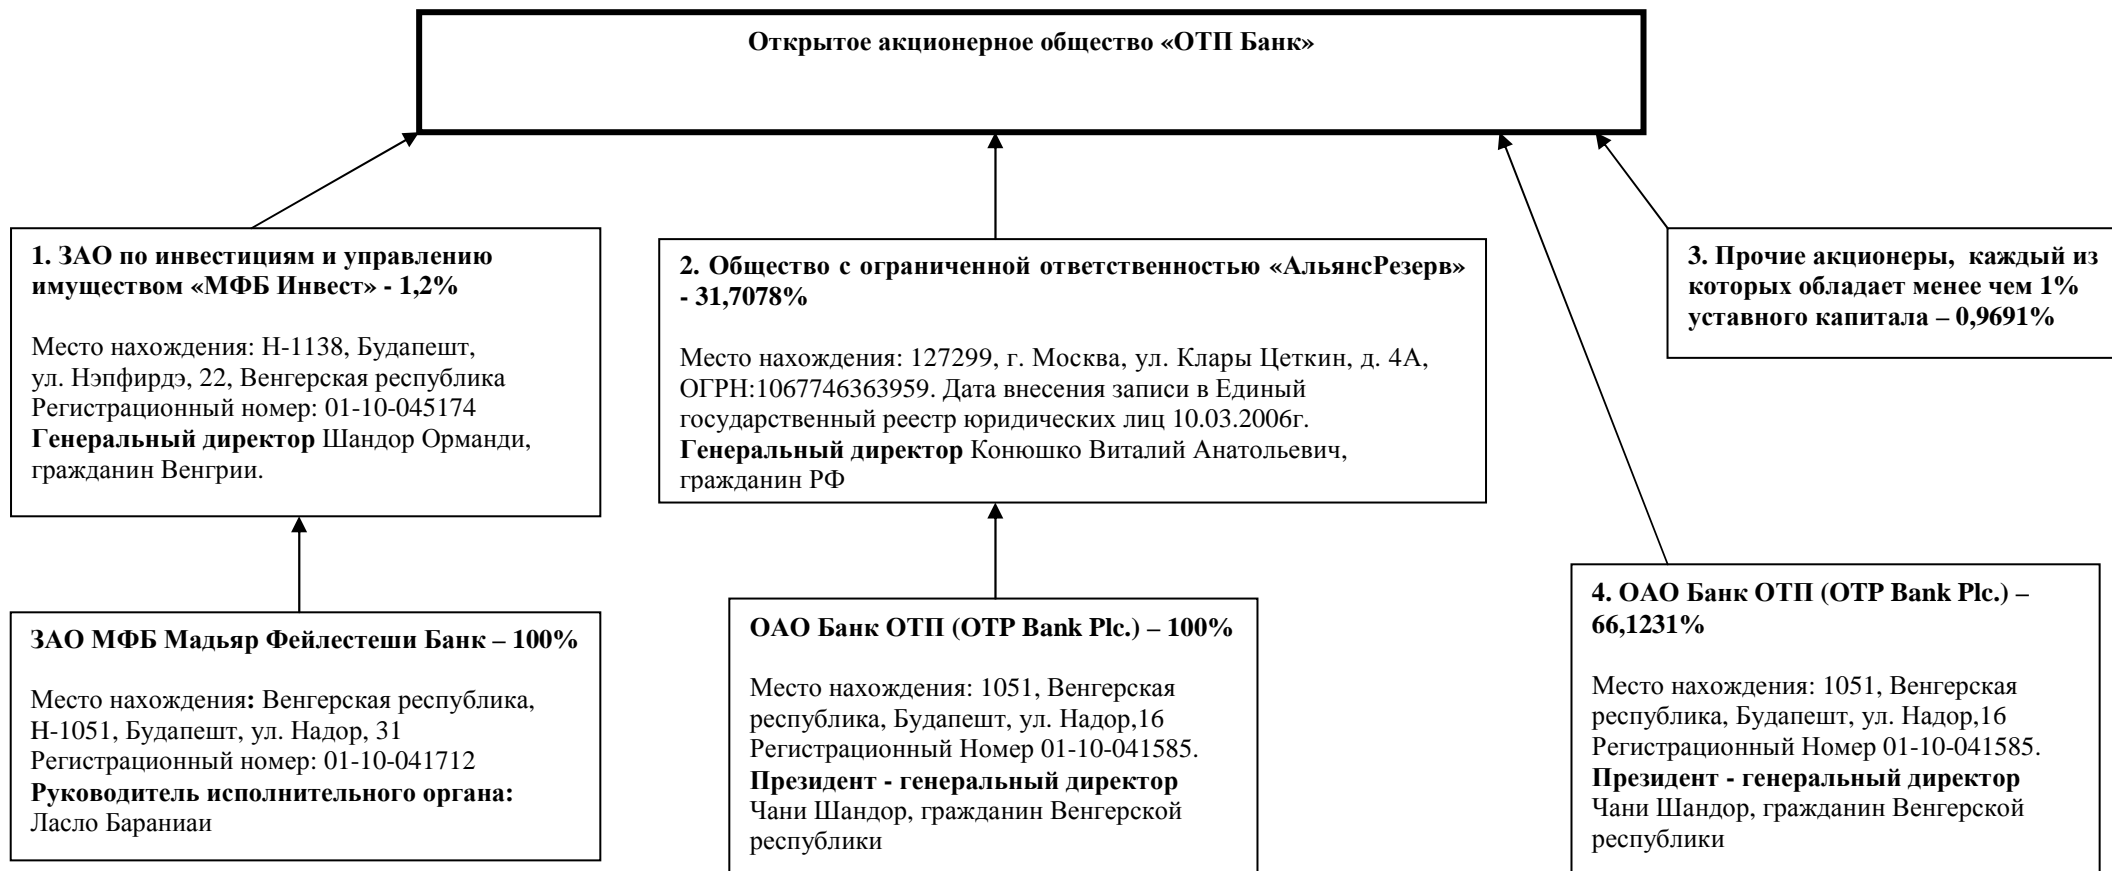 Открытое акционерное общество «ОТП Банк»
1. ЗАО по инвестициям и управлению
имуществом «МФБ Инвест» - 1,2%
Место нахождения: Н-1138, Будапешт,
ул. Нэпфирдэ, 22, Венгерская республика
Регистрационный номер: 01-10-045174
Генеральный директор Шандор Орманди,
гражданин Венгрии.
2. Общество с ограниченной ответственностью «АльянсРезерв»
- 31,7078%
Место нахождения: 127299, г. Москва, ул. Клары Цеткин, д. 4А,
ОГРН:1067746363959. Дата внесения записи в Единый
государственный реестр юридических лиц 10.03.2006г.
Генеральный директор Конюшко Виталий Анатольевич,
гражданин РФ
3. Прочие акционеры, каждый из
которых обладает менее чем 1%
уставного капитала – 0,9691%
ЗАО МФБ Мадьяр Фейлестеши Банк – 100%
Место нахождения: Венгерская республика,
Н-1051, Будапешт, ул. Надор, 31
Регистрационный номер: 01-10-041712
Руководитель исполнительного органа:
Ласло Бараниаи
ОАО Банк ОТП (OTP Bank Plc.) – 100%
Место нахождения: 1051, Венгерская
республика, Будапешт, ул. Надор,16
Регистрационный Номер 01-10-041585.
Президент - генеральный директор
Чани Шандор, гражданин Венгерской
республики
4. ОАО Банк ОТП (OTP Bank Plc.) –
66,1231%
Место нахождения: 1051, Венгерская
республика, Будапешт, ул. Надор,16
Регистрационный Номер 01-10-041585.
Президент - генеральный директор
Чани Шандор, гражданин Венгерской
республики